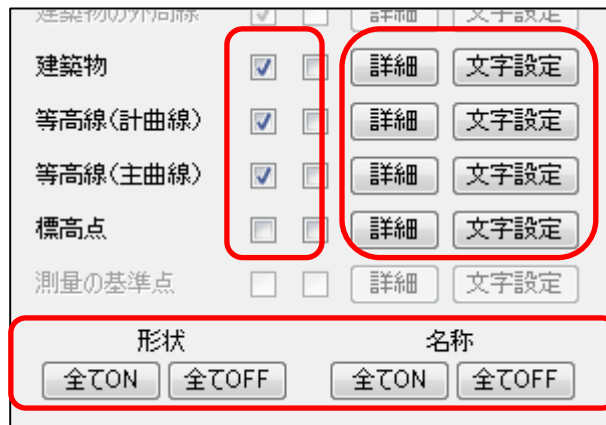 建築物の外周線 詳細 文字設定
建築物 詳細 文字設定
等高線(計曲線) 詳細 文字設定
等高線(主曲線) 詳細 文字設定
標高点 詳細 文字設定
測量の基準点 詳細 文字設定
形状 名称
全てON 全てOFF 全てON 全てOFF